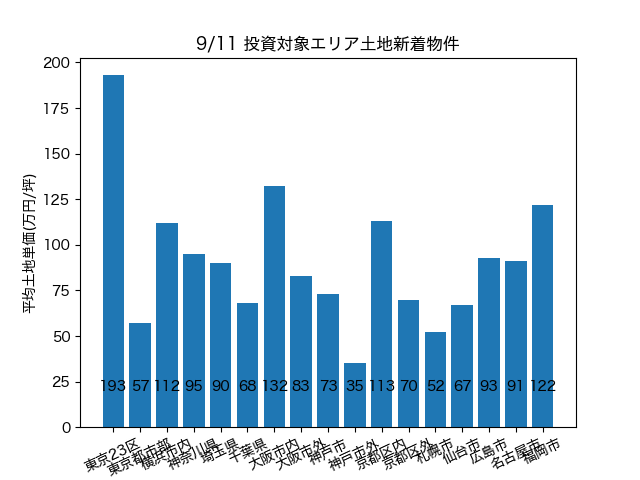 9/11 投資対象エリア土地新着物件
平均土地単価(万円/坪)
200
175
150
125
100
75
50
25
0
193 57 112 95 90 68 132 83 73 35 113 70 52 67 93 91 122
東京23区
東京都市部
横浜市内
神奈川県
埼玉県
千葉県
大阪市内
大阪市外
神戸市
神戸市外
京都区内
京都区外
札幌市
仙台市
広島市
名古屋市
福岡市